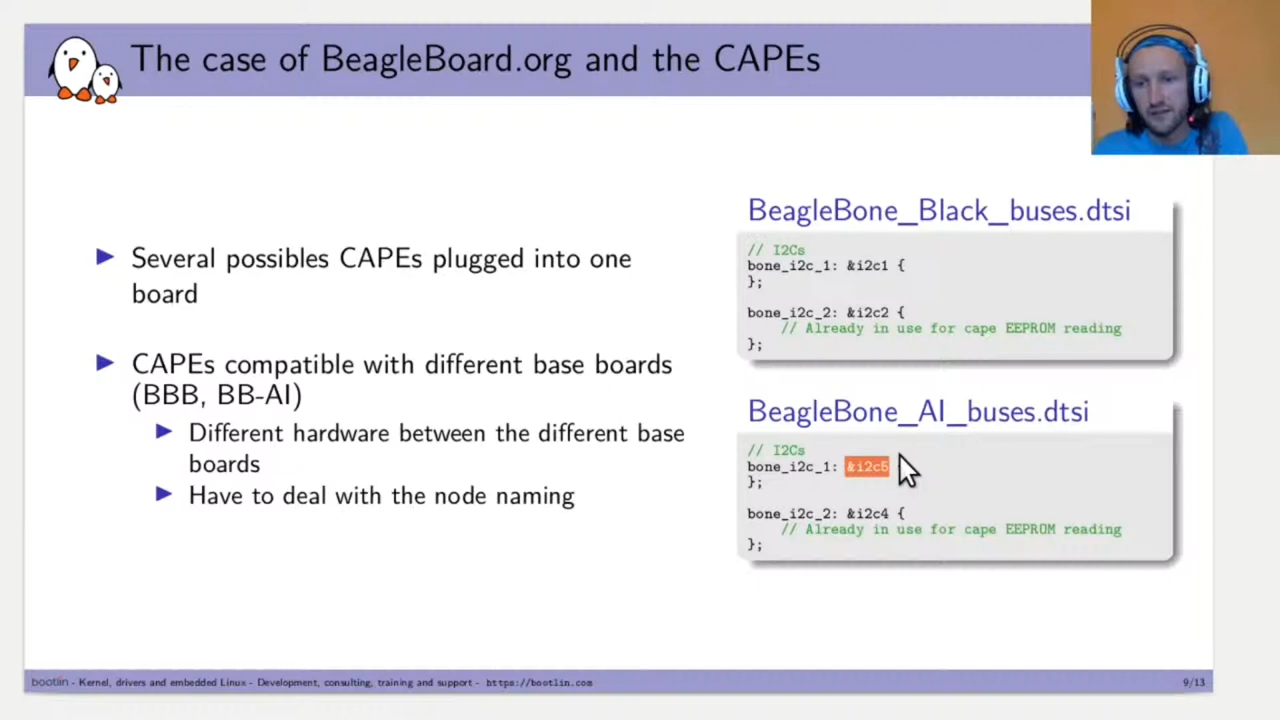 The case of BeagleBoard.org and the CAPEs
Several possibles CAPEs plugged into one
board
CAPEs compatible with different base boards
(BBB, BB-AI)
Different hardware between the different base
boards
Have to deal with the node naming
BeagleBone_Black_buses.dtsi
// I2Cs
bone_i2c_1: &i2c1 {
};
bone_i2c_2: &i2c2 {
// Already in use for cape EEPROM reading
};
BeagleBone_AI_buses.dtsi
// I2Cs
bone_i2c_1: &i2c5
};
bone_i2c_2: &i2c4 {
// Already in use for cape EEPROM reading
};
bootlin - Kernel, drivers and embedded Linux - Development, consulting, training and support - https://bootlin.com
9/13